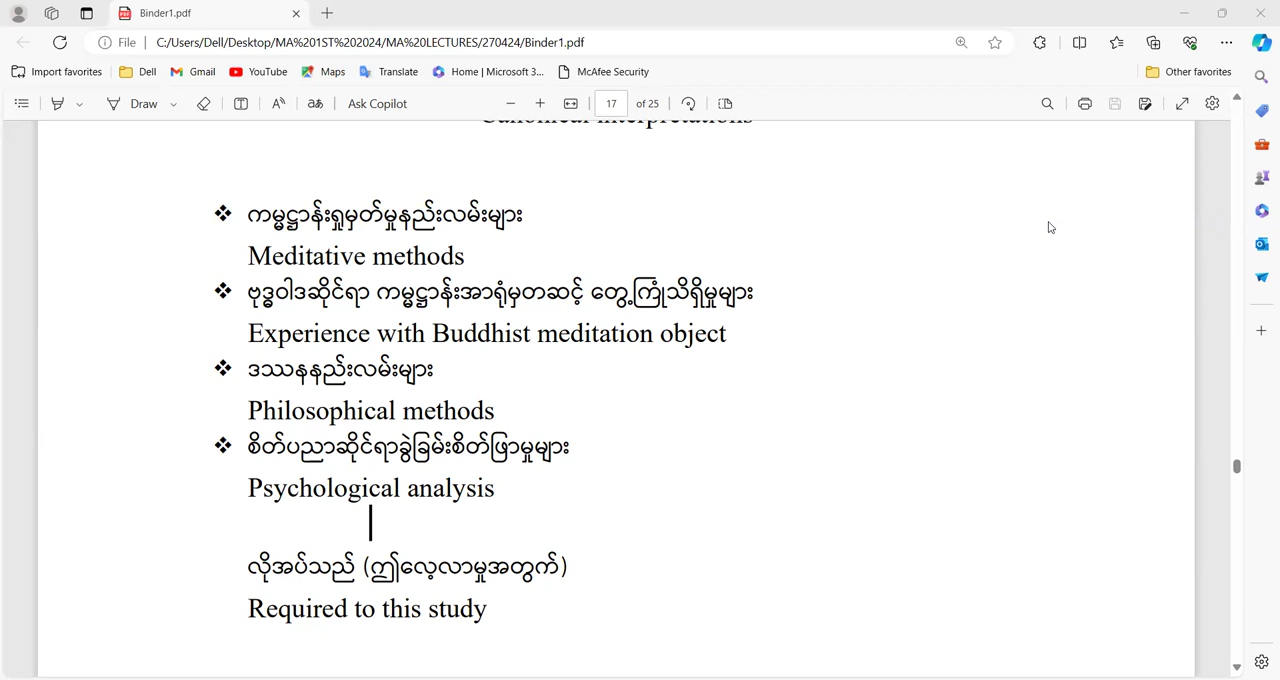 Binder1.pdf
File
C:/Users/Dell/Desktop/MA%201ST%202024/MA%20LECTURES/270424/Binder1.pdf
Import favorites Dell Gmail YouTube Maps Translate Home | Microsoft 3... McAfee Security Other favorites
Draw Ask Copilot 17 of 25
Canonical interpretations
❖ ကမ္မဋ္ဌာန်းရှုမှတ်မှုနည်းလမ်းများ
Meditative methods
❖ ဗုဒ္ဓဝါဒဆိုင်ရာ ကမ္မဋ္ဌာန်းအာရုံမှတဆင့် တွေ့ကြုံသိရှိမှုများ
Experience with Buddhist meditation object
❖ ဒဿနနည်းလမ်းများ
Philosophical methods
❖ စိတ်ပညာဆိုင်ရာခွဲခြမ်းစိတ်ဖြာမှုများ
Psychological analysis
လိုအပ်သည် (ဤလေ့လာမှုအတွက်)
Required to this study